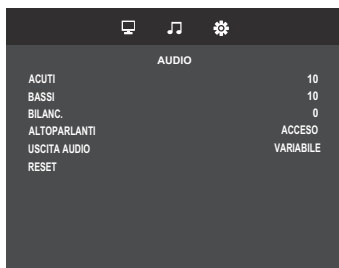 AUDIO
ACUTI 10
BASSI 10
BILANC. 0
ALTOPARLANTI ACCESO
USCITA AUDIO VARIABILE
RESET